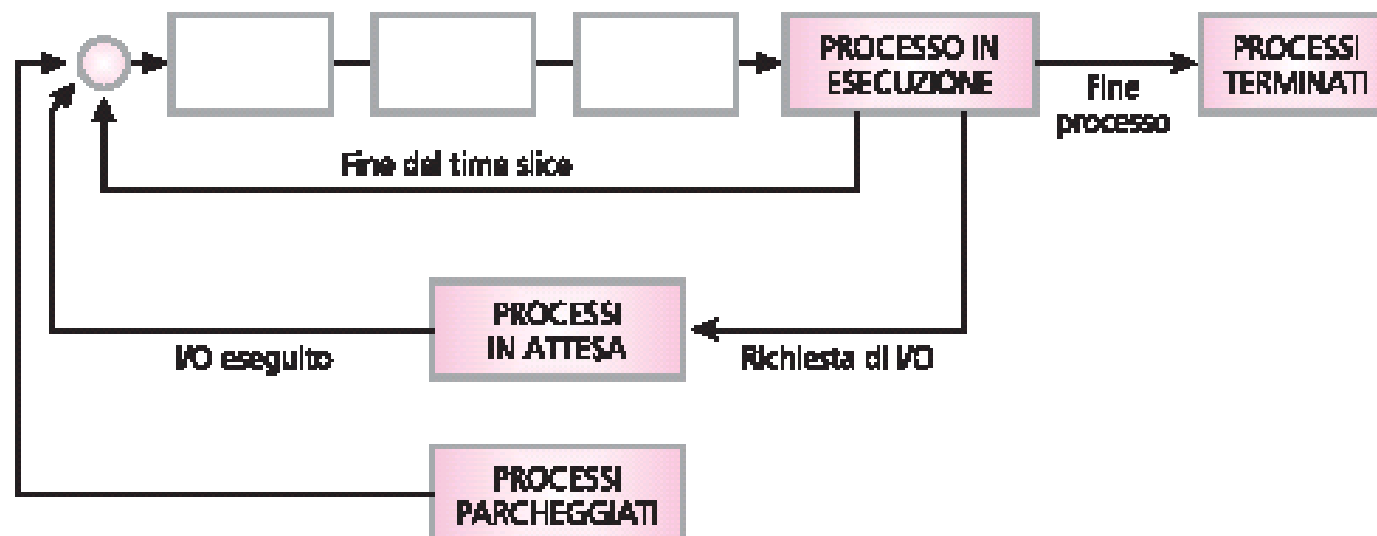 PROCESSO IN
ESECUZIONE
PROCESSI
TERMINATI
Fine
processo
Fine del time slice
PROCESSI
IN ATTESA
I/O eseguito
Richiesta di I/O
PROCESSI
PARCHEGGIATI